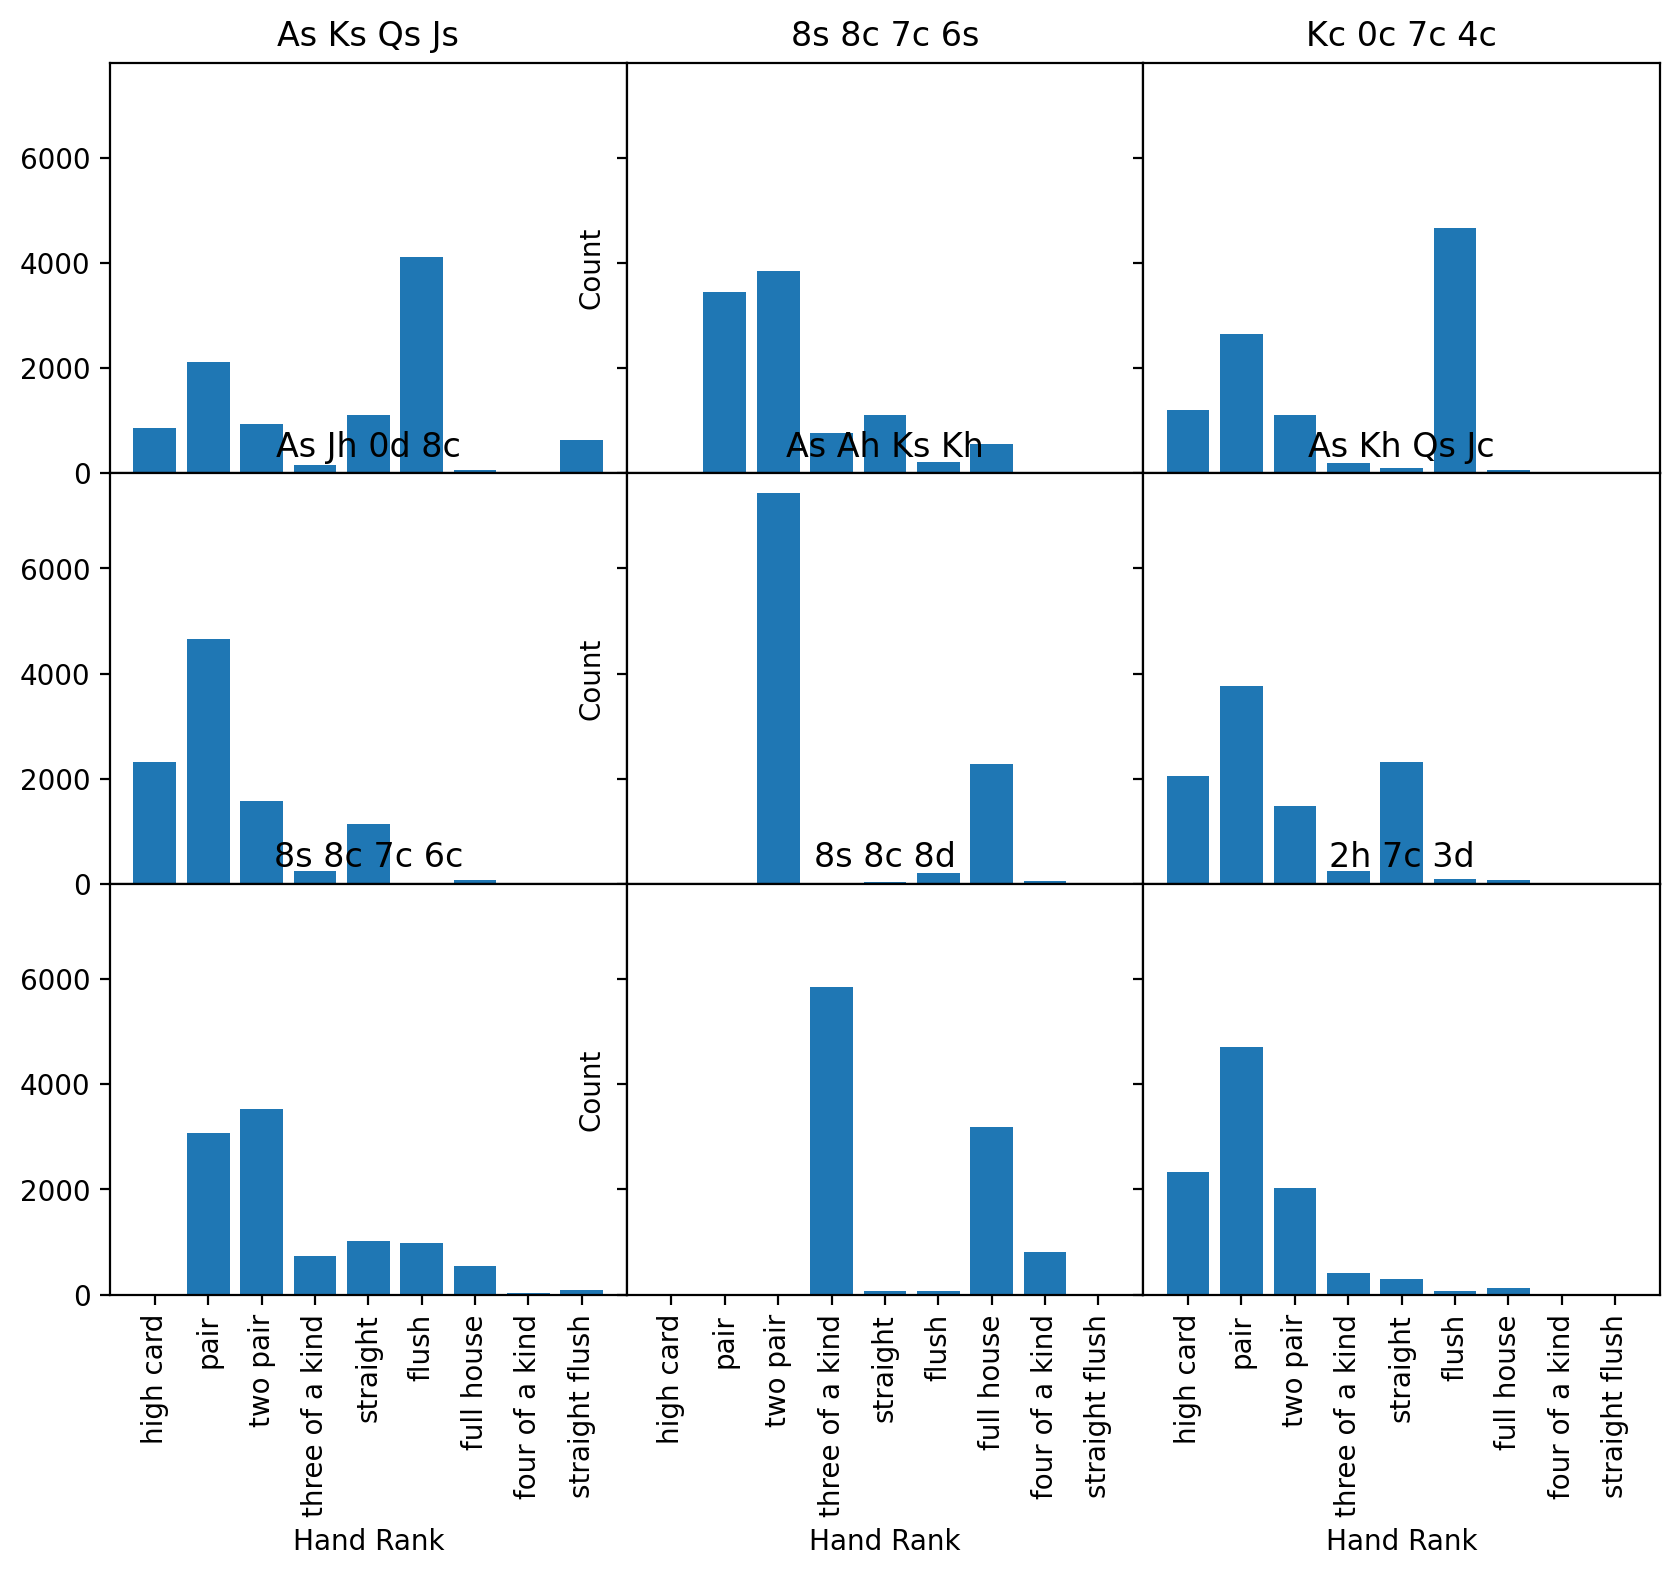 As Ks Qs Js
8s 8c 7c 6s
Kc 0c 7c 4c
6000
4000
2000
0
Count
As Jh 0d 8c
As Ah Ks Kh
As Kh Qs Jc
6000
4000
2000
0
Count
8s 8c 7c 6c
8s 8c 8d
2h 7c 3d
6000
4000
2000
0
Count
high card
pair
two pair
three of a kind
straight
flush
full house
four of a kind
straight flush
high card
pair
two pair
three of a kind
straight
flush
full house
four of a kind
straight flush
high card
pair
two pair
three of a kind
straight
flush
full house
four of a kind
straight flush
Hand Rank
Hand Rank
Hand Rank